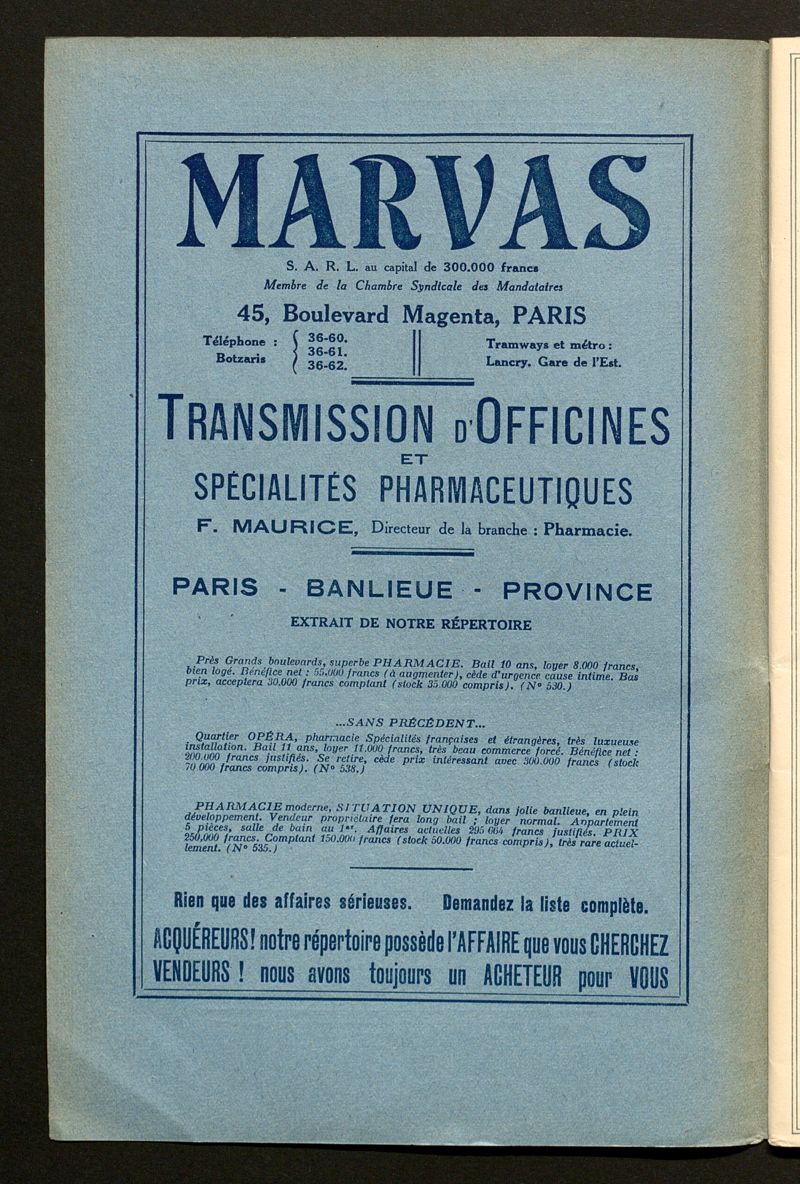 MARVAS
S. A. R. L. au capital de 300.000 francs
Membre de la Chambre Syndicale des Mandataires
45, Boulevard Magenta, PARIS
Téléphone : Botzaris { 36-60. 36-61. 36-62.
Tramways et métro :
Lancry. Gare de l'Est.
TRANSMISSION D'OFFICINES
ET
SPÉCIALITÉS PHARMACEUTIQUES
F. MAURICE, Directeur de la branche : Pharmacie.
PARIS - BANLIEUE - PROVINCE
EXTRAIT DE NOTRE RÉPERTOIRE
Près Grands boulevards, superbe PHARMACIE. Bail 10 ans, loyer 8.000 francs,
bien logé. Bénéfice net : 55.000 francs (à augmenter), cède d'urgence cause intime. Bas
prix, acceptera 30.000 francs comptant (stock 35.000 compris). (N° 530.)
...SANS PRÉCÉDENT...
Quartier OPÉRA, pharmacie Spécialités françaises et étrangères, très luxueuse
installation. Bail 11 ans, loyer 11.000 francs, très beau commerce forcé. Bénéfice net :
200.000 francs justifiés. Se retire, cède prix intéressant avec 300.000 francs (stock
70 000 francs compris). (N° 538.)
PHARMACIE moderne, SITUATION UNIQUE, dans jolie banlieue, en plein
développement. Vendeur propriétaire fera long bail ; loyer normal. Appartement
5 pièces, salle de bain au 1er. Affaires actuelles 295 664 francs justifiés. PRIX
250,000 francs. Comptant 150.000 francs (stock 50.000 francs compris), très rare actuel-
lement. (N° 535.)
Rien que des affaires sérieuses. Demandez la liste complète.
ACQUÉREURS! notre répertoire possède l'AFFAIRE que vous CHERCHEZ
VENDEURS ! nous avons toujours un ACHETEUR pour VOUS